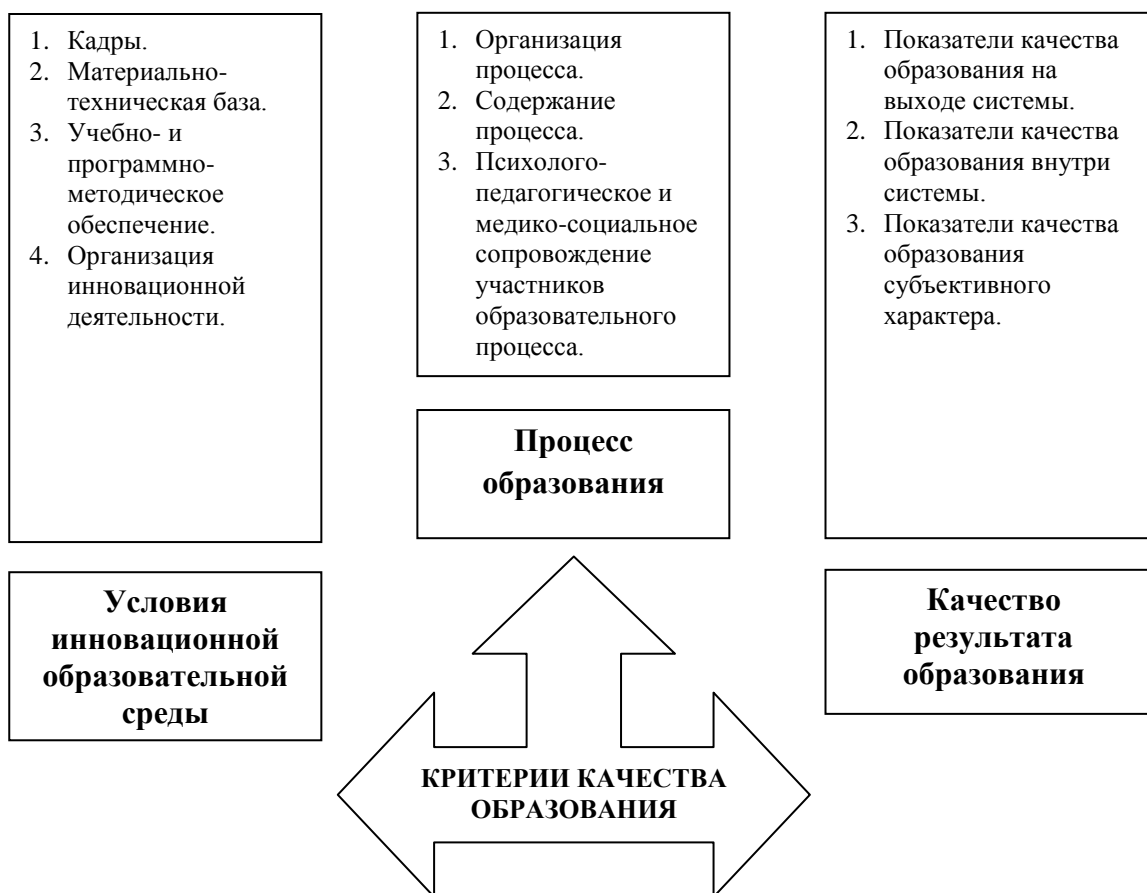 1. Кадры.
2. Материально-
техническая база.
3. Учебно- и
программно-
методическое
обеспечение.
4. Организация
инновационной
деятельности.
1. Организация
процесса.
2. Содержание
процесса.
3. Психолого-
педагогическое и
медико-социальное
сопровождение
участников
образовательного
процесса.
1. Показатели качества
образования на
выходе системы.
2. Показатели качества
образования внутри
системы.
3. Показатели качества
образования
субъективного
характера.
Процесс
образования
Условия
инновационной
образовательной
среды
Качество
результата
образования
КРИТЕРИИ КАЧЕСТВА
ОБРАЗОВАНИЯ